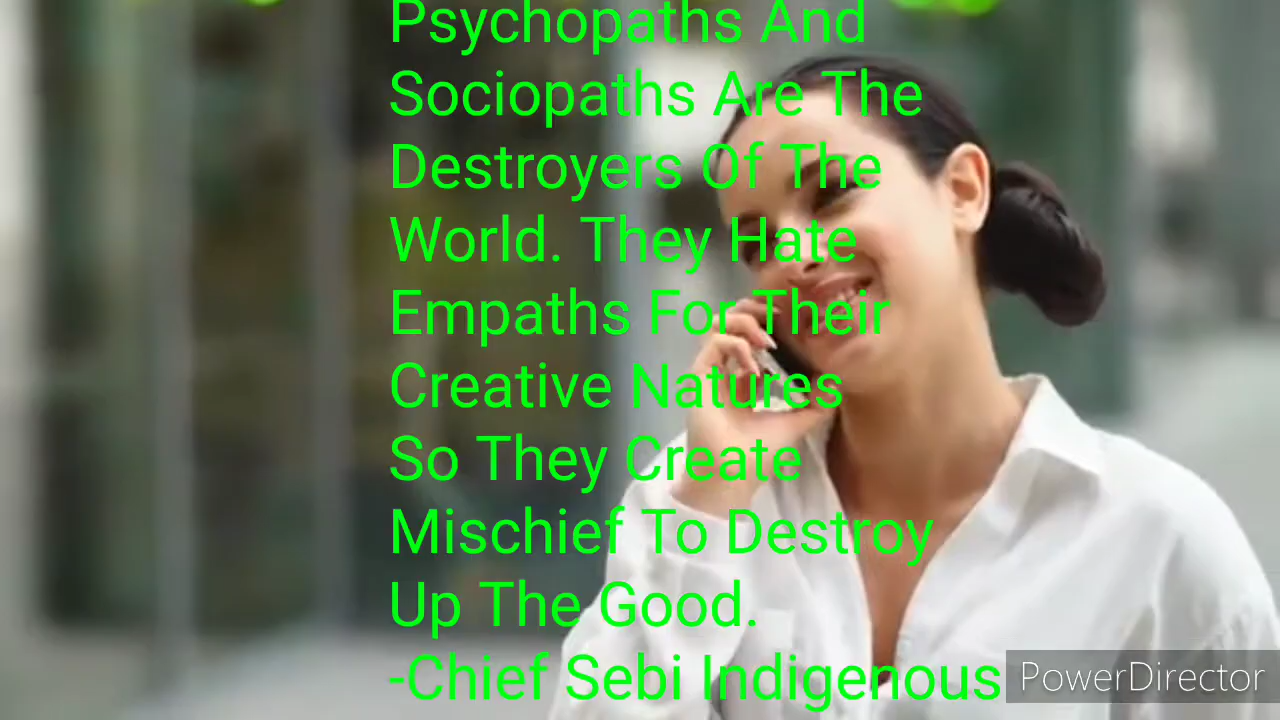 Psychopaths And
Sociopaths Are The
Destroyers Of The
World. They Hate
Empaths For Their
Creative Natures
So They Create
Mischief To Destroy
Up The Good.
-Chief Sebi Indigenous
PowerDirector